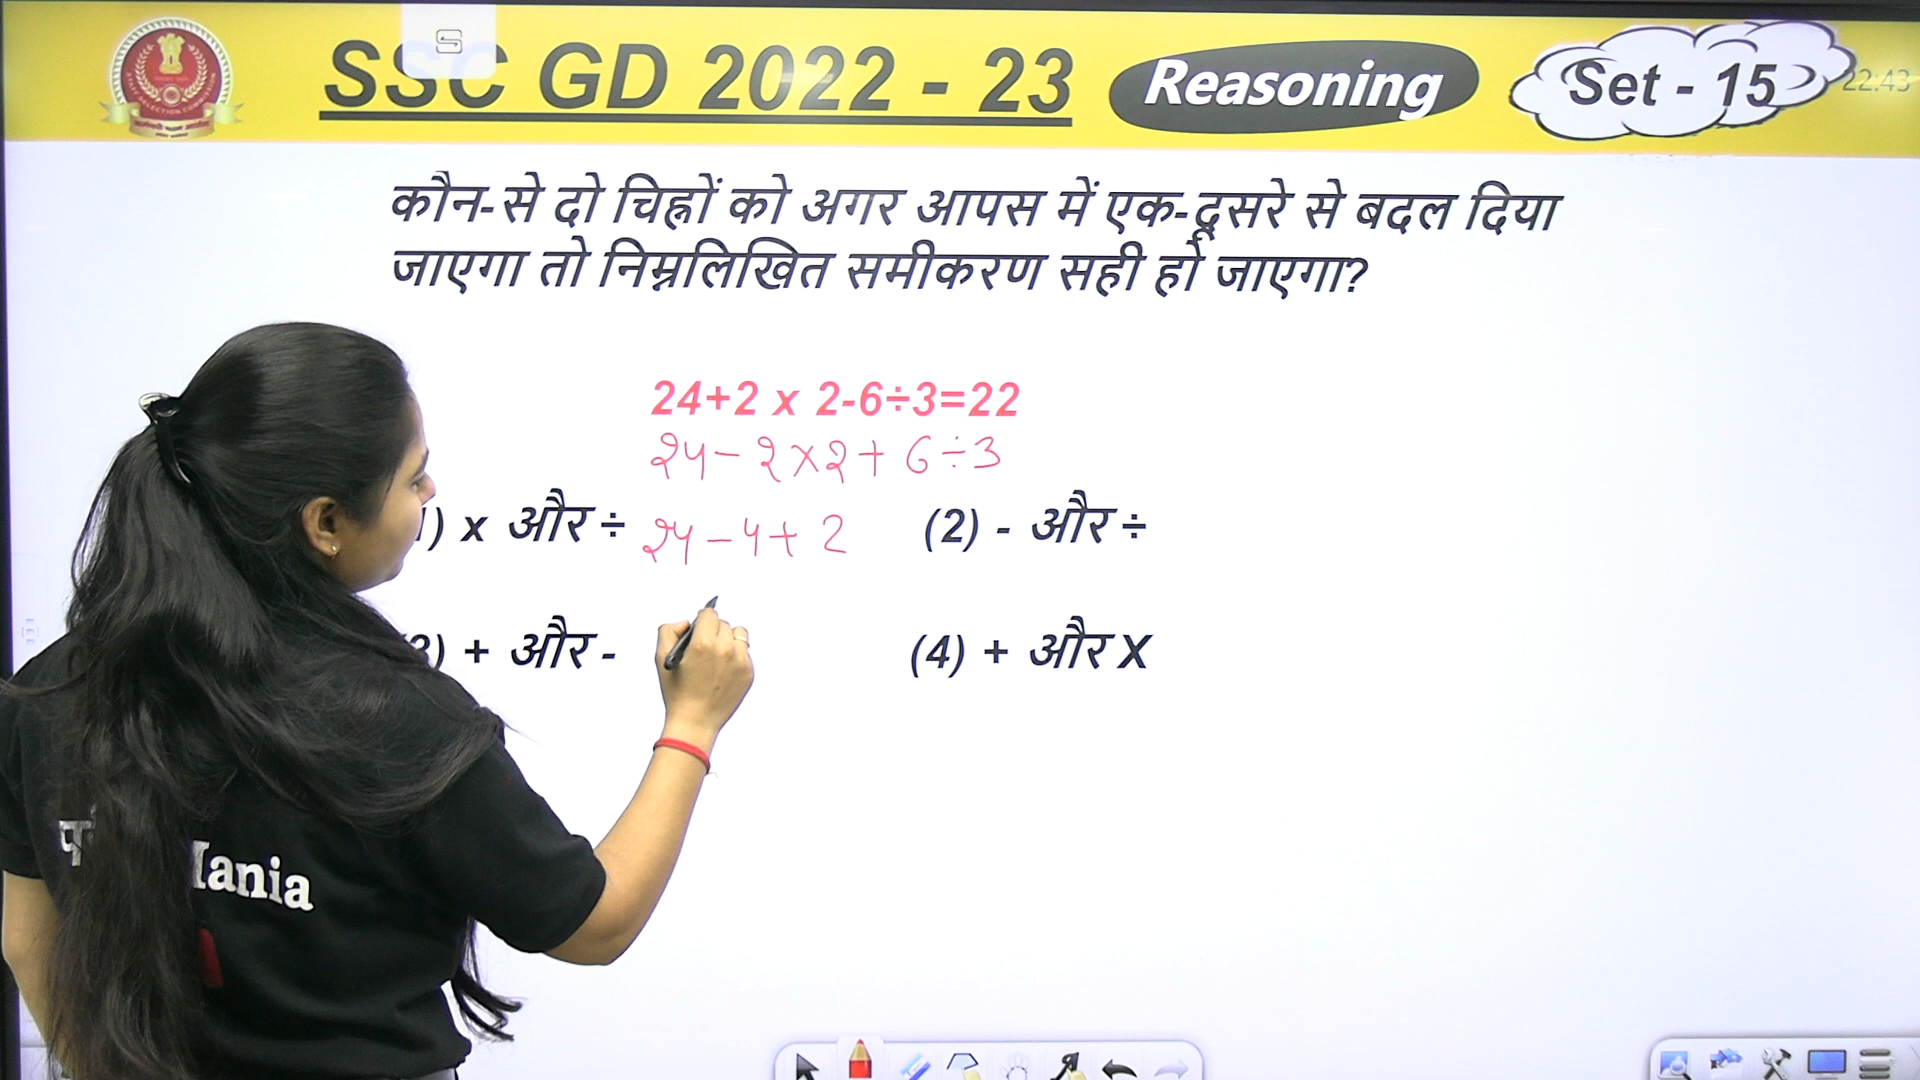 SSC GD 2022 - 23 Reasoning Set - 15 22:43
कौन-से दो चिह्नों को अगर आपस में एक-दूसरे से बदल दिया
जाएगा तो निम्नलिखित समीकरण सही हो जाएगा?
24+2 x 2-6÷3=22
24 - 2 × 2 + 6 ÷ 3
) x और ÷ 24 - 4 + 2 (2) - और ÷
) + और - (4) + और X